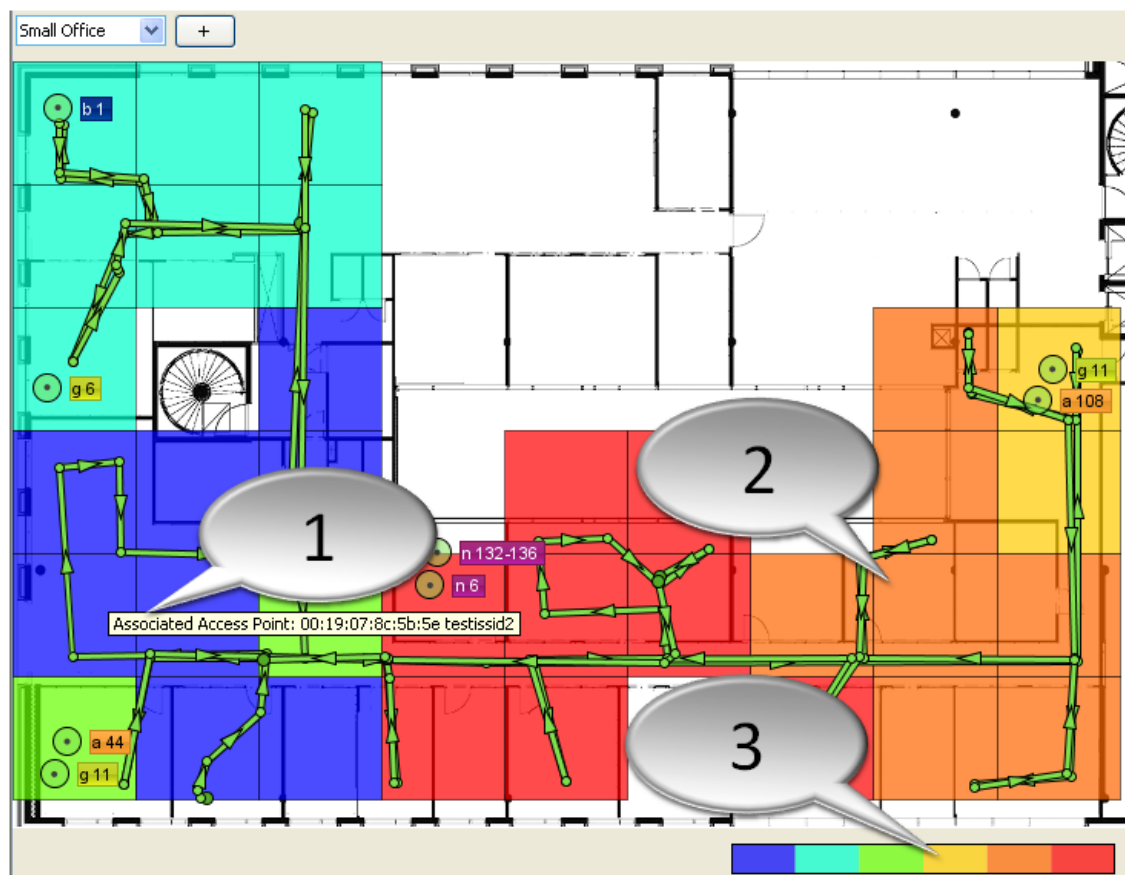 Small Office
+
b 1
g 6
g 11
a 108
2
1
n 132-136
n 6
Associated Access Point: 00:19:07:8c:5b:5e testissid2
3
a 44
g 11